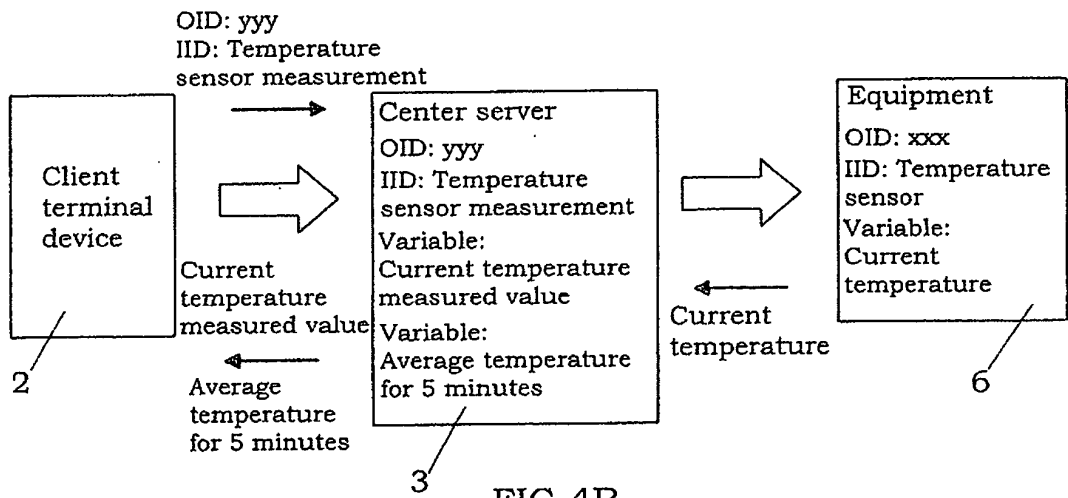 OID: yyy
IID: Temperature
sensor measurement
Client
terminal
device
2
Current
temperature
measured value
Average
temperature
for 5 minutes
Center server
OID: yyy
IID: Temperature
sensor measurement
Variable:
Current temperature
measured value
Variable:
Average temperature
for 5 minutes
3
Current
temperature
Equipment
OID: xxx
IID: Temperature
sensor
Variable:
Current
temperature
6
FIG. 4B